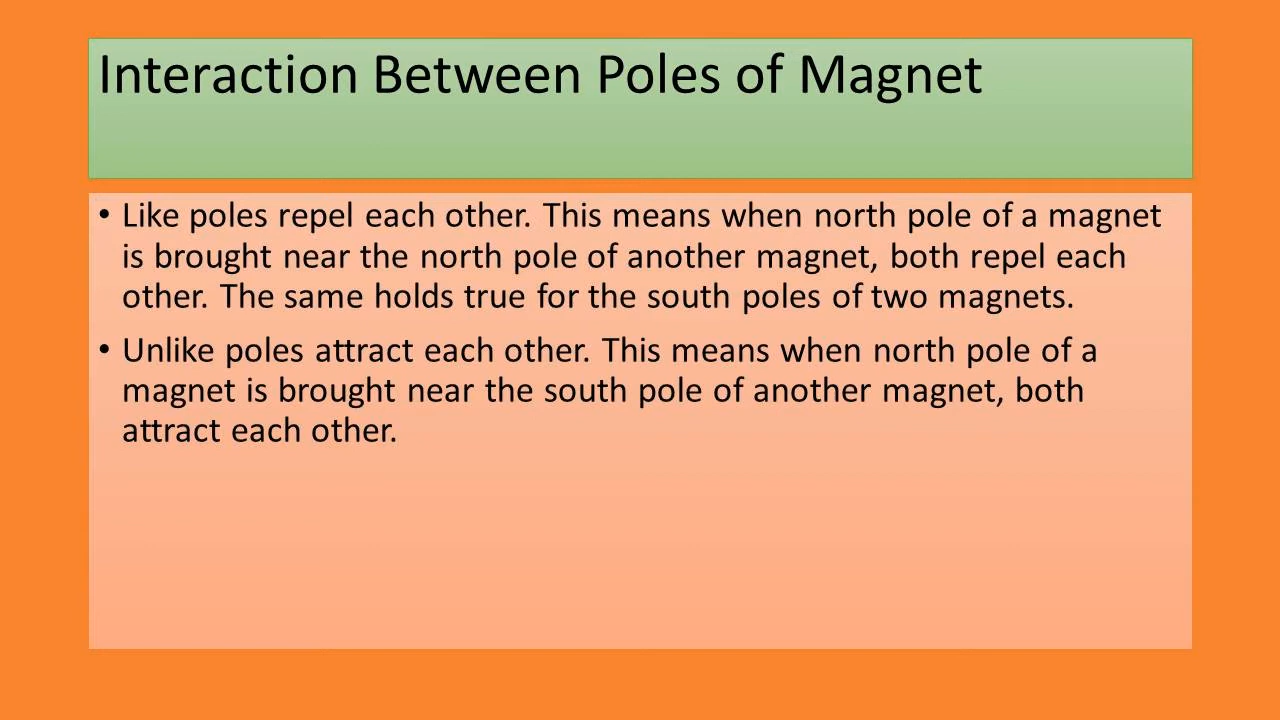 Interaction Between Poles of Magnet
• Like poles repel each other. This means when north pole of a magnet
is brought near the north pole of another magnet, both repel each
other. The same holds true for the south poles of two magnets.
• Unlike poles attract each other. This means when north pole of a
magnet is brought near the south pole of another magnet, both
attract each other.